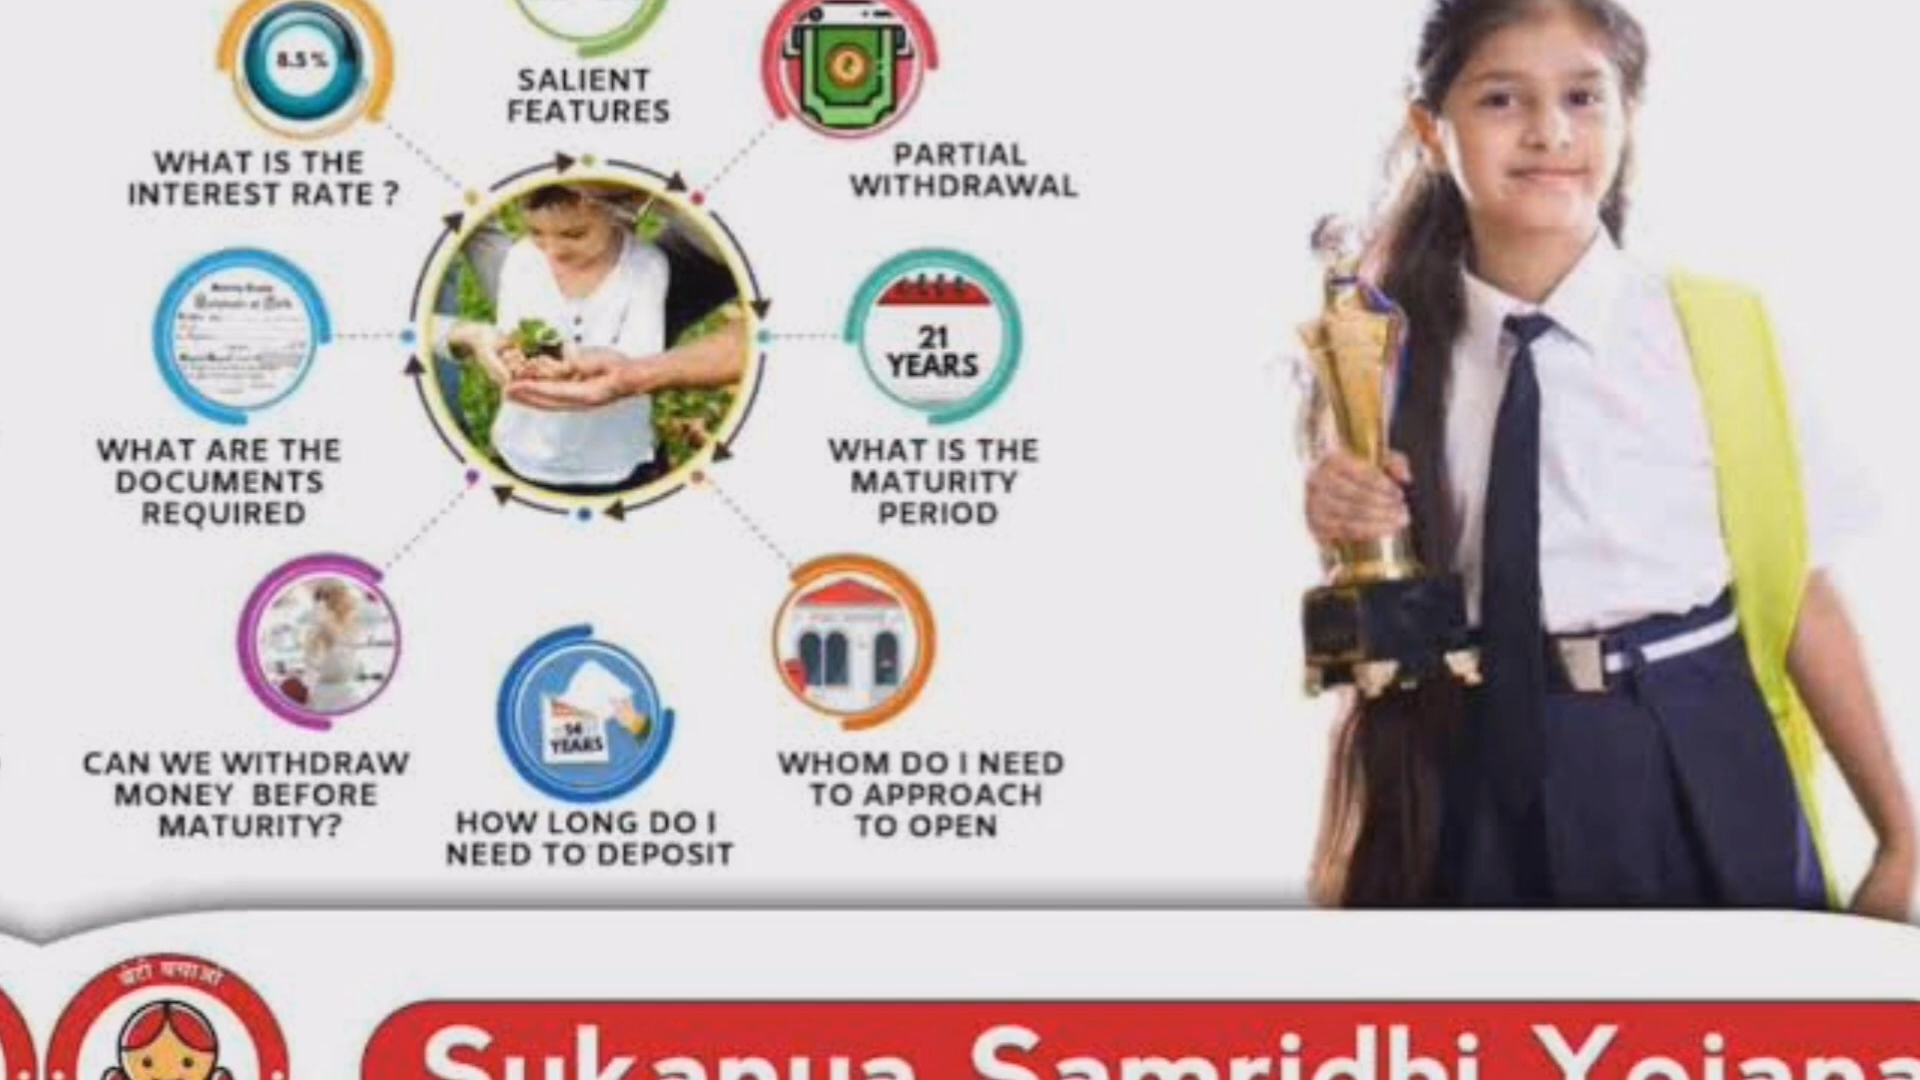 8.5%
SALIENT
FEATURES
WHAT IS THE
INTEREST RATE ?
PARTIAL
WITHDRAWAL
21
YEARS
WHAT ARE THE
DOCUMENTS
REQUIRED
WHAT IS THE
MATURITY
PERIOD
14
YEARS
CAN WE WITHDRAW
MONEY BEFORE
MATURITY?
HOW LONG DO I
NEED TO DEPOSIT
WHOM DO I NEED
TO APPROACH
TO OPEN
बेटी बचाओ
Sukanya Samridhi Yojana